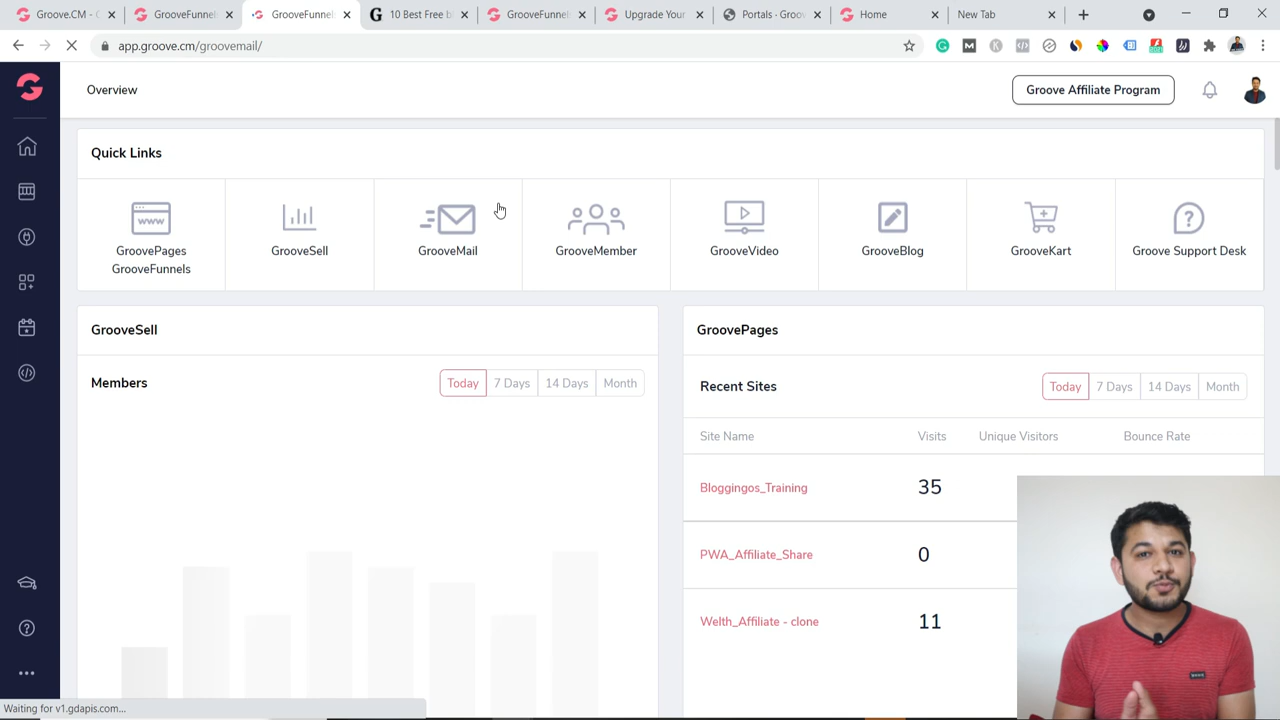 Groove.CM
GrooveFunnel
GrooveFunnel
10 Best Free b
GrooveFunnel
Upgrade Your
Portals - Groo
Home
New Tab
app.groove.cm/groovemail/
Overview
Groove Affiliate Program
Quick Links
GroovePages
GrooveFunnels
GrooveSell
GrooveMail
GrooveMember
GrooveVideo
GrooveBlog
GrooveKart
Groove Support Desk
GrooveSell
Members
Today
7 Days
14 Days
Month
GroovePages
Recent Sites
Today
7 Days
14 Days
Month
Site Name
Visits
Unique Visitors
Bounce Rate
Bloggingos_Training
35
PWA_Affiliate_Share
0
Welth_Affiliate - clone
11
Waiting for v1.gdapis.com...